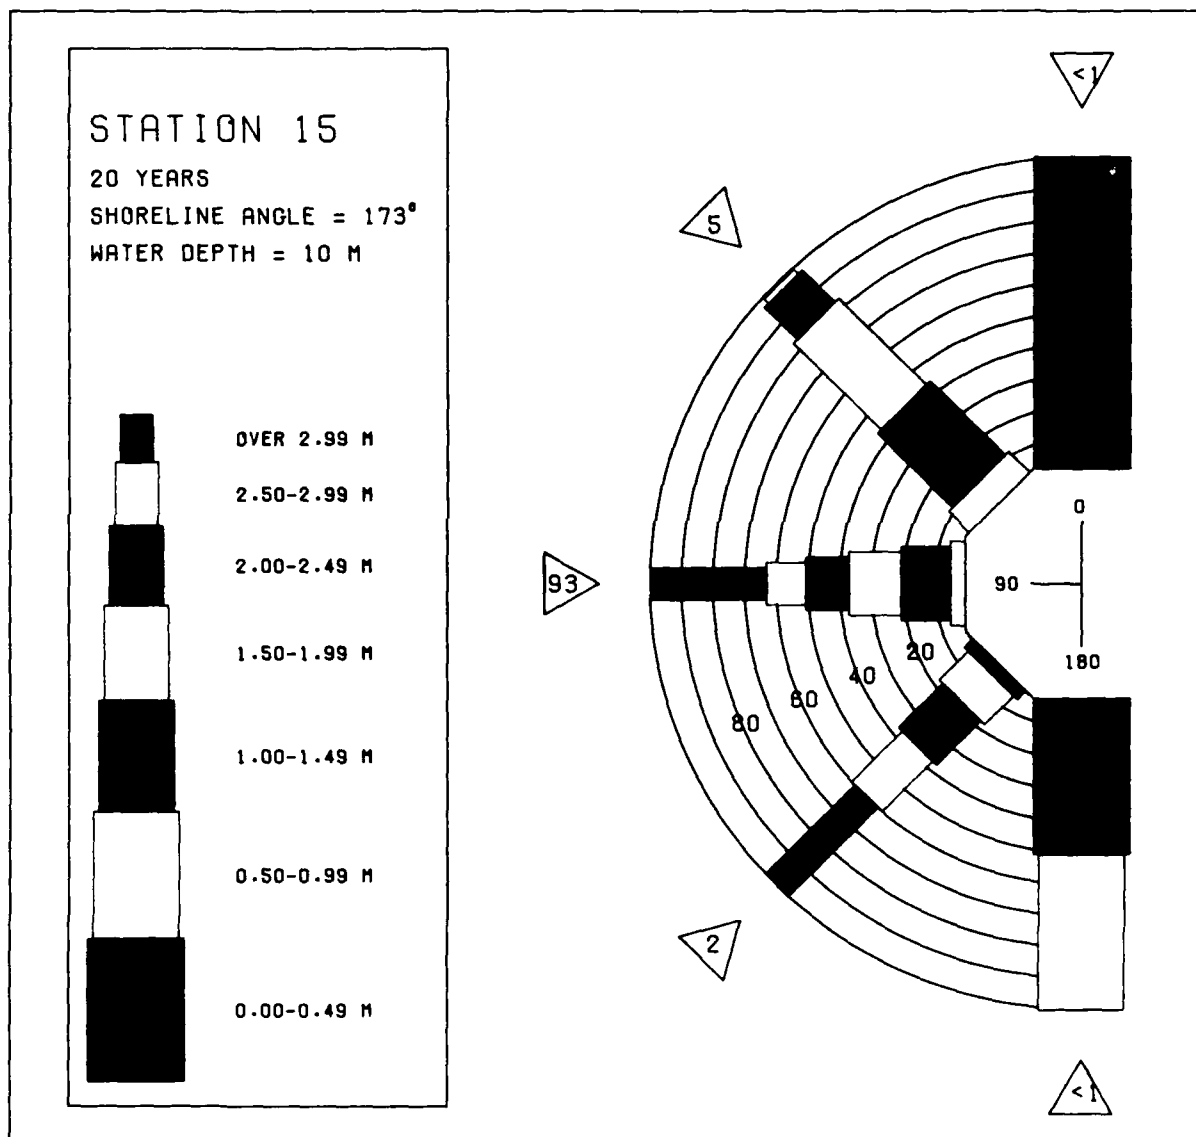 STATION 15
20 YEARS
SHORELINE ANGLE = 173°
WATER DEPTH = 10 M
OVER 2.99 M
2.50-2.99 M
2.00-2.49 M
1.50-1.99 M
1.00-1.49 M
0.50-0.99 M
0.00-0.49 M
<1
5
93
2
<1
0
90
180
20
40
60
80